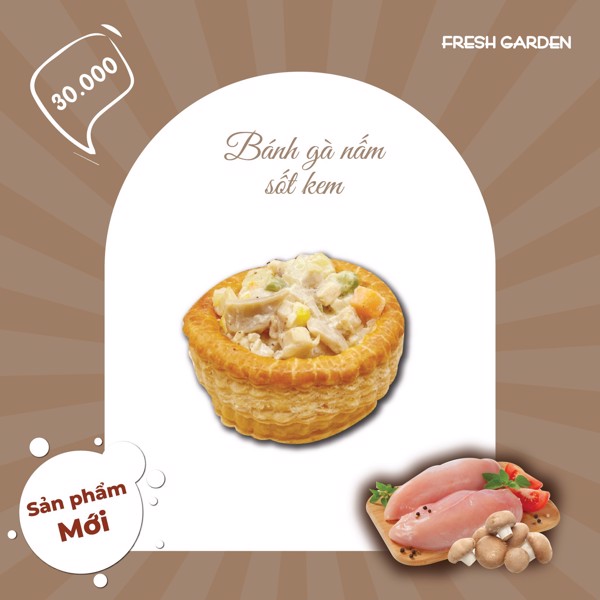 FRESH GARDEN
30.000
Bánh gà nấm
sốt kem
Sản phẩm
Mới